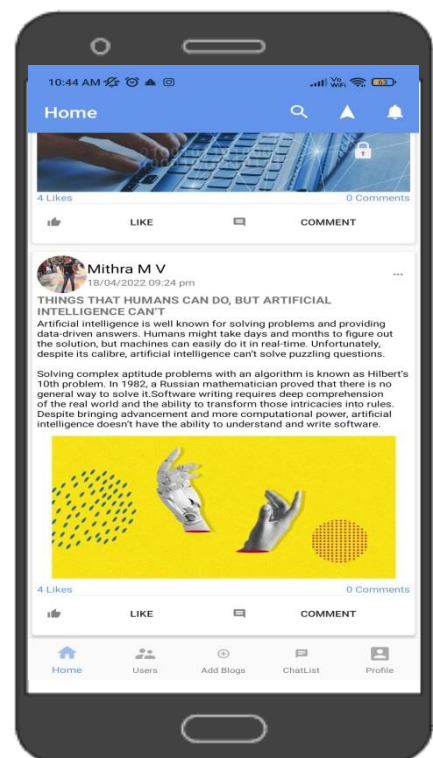 10:44 AM
Vo
WiFi
63
Home
4 Likes 0 Comments
LIKE COMMENT
Mithra M V
18/04/2022 09:24 pm
...
THINGS THAT HUMANS CAN DO, BUT ARTIFICIAL
INTELLIGENCE CAN'T
Artificial intelligence is well known for solving problems and providing
data-driven answers. Humans might take days and months to figure out
the solution, but machines can easily do it in real-time. Unfortunately,
despite its calibre, artificial intelligence can't solve puzzling questions.
Solving complex aptitude problems with an algorithm is known as Hilbert's
10th problem. In 1982, a Russian mathematician proved that there is no
general way to solve it.Software writing requires deep comprehension
of the real world and the ability to transform those intricacies into rules.
Despite bringing advancement and more computational power, artificial
intelligence doesn't have the ability to understand and write software.
4 Likes 0 Comments
LIKE COMMENT
Home Users Add Blogs ChatList Profile